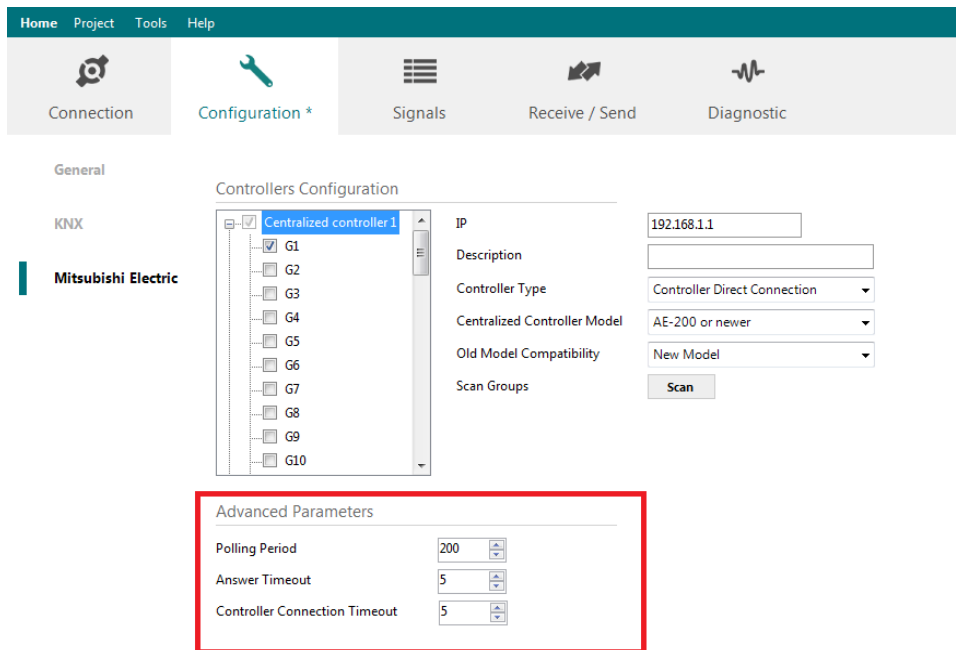 Home Project Tools Help
Connection Configuration * Signals Receive / Send Diagnostic
General
KNX
Mitsubishi Electric
Controllers Configuration
Centralized controller 1
G1
G2
G3
G4
G5
G6
G7
G8
G9
G10
IP 192.168.1.1
Description
Controller Type Controller Direct Connection
Centralized Controller Model AE-200 or newer
Old Model Compatibility New Model
Scan Groups Scan
Advanced Parameters
Polling Period 200
Answer Timeout 5
Controller Connection Timeout 5